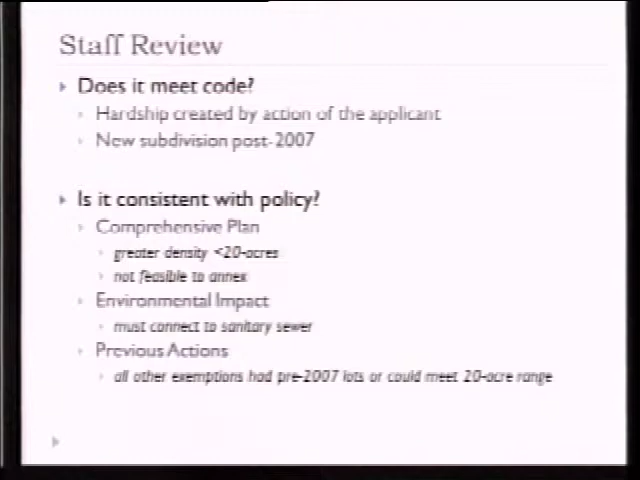 Staff Review
Does it meet code?
Hardship created by action of the applicant
New subdivision post-2007
Is it consistent with policy?
Comprehensive Plan
greater density <20-acres
not feasible to annex
Environmental Impact
must connect to sanitary sewer
Previous Actions
all other exemptions had pre-2007 lots or could meet 20-acre range